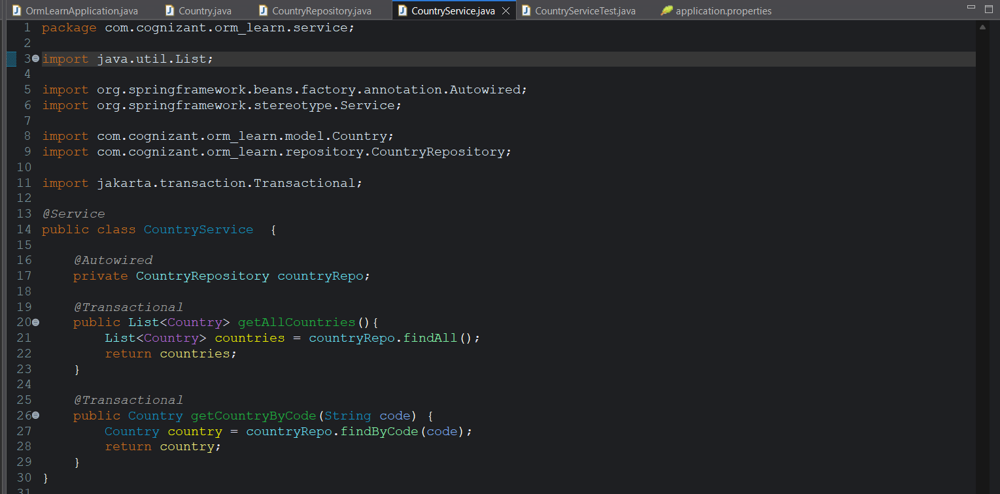 OrmLearnApplication.java Country.java CountryRepository.java CountryService.java CountryServiceTest.java application.properties
1 package com.cognizant.orm_learn.service;
2
3 import java.util.List;
4
5 import org.springframework.beans.factory.annotation.Autowired;
6 import org.springframework.stereotype.Service;
7
8 import com.cognizant.orm_learn.model.Country;
9 import com.cognizant.orm_learn.repository.CountryRepository;
10
11 import jakarta.transaction.Transactional;
12
13 @Service
14 public class CountryService  {
15
16     @Autowired
17     private CountryRepository countryRepo;
18
19     @Transactional
20     public List<Country> getAllCountries(){
21         List<Country> countries = countryRepo.findAll();
22         return countries;
23     }
24
25     @Transactional
26     public Country getCountryByCode(String code) {
27         Country country = countryRepo.findByCode(code);
28         return country;
29     }
30 }
31